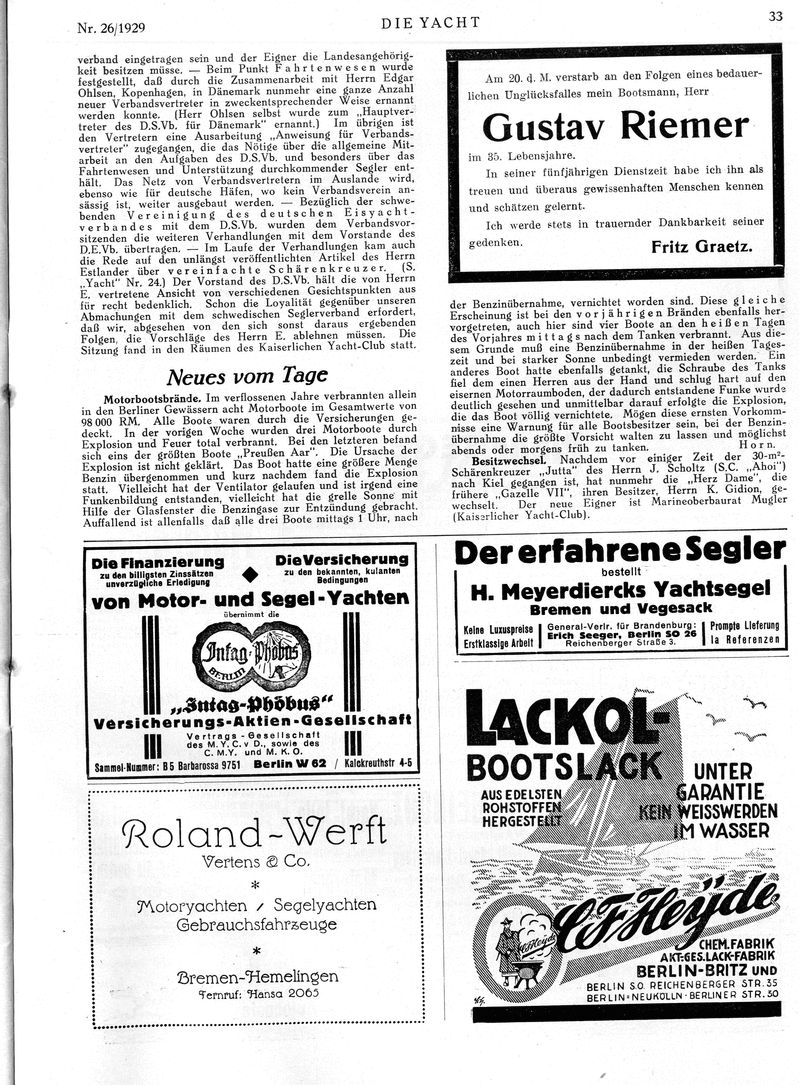 Nr. 26/1929
DIE YACHT
33
verband eingetragen sein und der Eigner die Landesangehörig-
keit besitzen müsse. — Beim Punkt Fahrtenwesen wurde
festgestellt, daß durch die Zusammenarbeit mit Herrn Edgar
Ohlsen, Kopenhagen, in Dänemark nunmehr eine ganze Anzahl
neuer Verbandsvertreter in zweckentsprechender Weise ernannt
werden konnte. (Herr Ohlsen selbst wurde zum „Hauptver-
treter des D.S.Vb. für Dänemark“ ernannt.) Im übrigen ist
den Vertretern eine Ausarbeitung „Anweisung für Verbands-
vertreter“ zugegangen, die das Nötige über die allgemeine Mit-
arbeit an den Aufgaben des D.S.Vb. und besonders über das
Fahrtenwesen und Unterstützung durchkommender Segler ent-
hält. Das Netz von Verbandsvertretern im Auslande wird,
ebenso wie für deutsche Häfen, wo kein Verbandsverein an-
sässig ist, weiter ausgebaut werden. — Bezüglich der schwe-
benden Vereinigung des deutschen Eisyacht-
verbandes mit dem D.S.Vb. wurden dem Verbandsvor-
sitzenden die weiteren Verhandlungen mit dem Vorstande des
D.E.Vb. übertragen. — Im Laufe der Verhandlungen kam auch
die Rede auf den unlängst veröffentlichten Artikel des Herrn
Estlander über vereinfachte Schärenkreuzer. (S.
„Yacht“ Nr. 24.) Der Vorstand des D.S.Vb. hält die von Herrn
E. vertretene Ansicht von verschiedenen Gesichtspunkten aus
für recht bedenklich. Schon die Loyalität gegenüber unseren
Abmachungen mit dem schwedischen Seglerverband erfordert,
daß wir, abgesehen von den sich sonst daraus ergebenden
Folgen, die Vorschläge des Herrn E. ablehnen müssen. Die
Sitzung fand in den Räumen des Kaiserlichen Yacht-Club statt.
Neues vom Tage
Motorbootsbrände. Im verflossenen Jahre verbrannten allein
in den Berliner Gewässern acht Motorboote im Gesamtwerte von
98 000 RM. Alle Boote waren durch die Versicherungen ge-
deckt. In der vorigen Woche wurden drei Motorboote durch
Explosion und Feuer total verbrannt. Bei den letzteren befand
sich eins der größten Boote „Preußen Aar“. Die Ursache der
Explosion ist nicht geklärt. Das Boot hatte eine größere Menge
Benzin übergenommen und kurz nachdem fand die Explosion
statt. Vielleicht hat der Ventilator gelaufen und ist irgend eine
Funkenbildung entstanden, vielleicht hat die grelle Sonne mit
Hilfe der Glasfenster die Benzingase zur Entzündung gebracht.
Auffallend ist allenfalls daß alle drei Boote mittags 1 Uhr, nach
Am 20. d. M. verstarb an den Folgen eines bedauer-
lichen Unglücksfalles mein Bootsmann, Herr
Gustav Riemer
im 35. Lebensjahre.
In seiner fünfjährigen Dienstzeit habe ich ihn als
treuen und überaus gewissenhaften Menschen kennen
und schätzen gelernt.
Ich werde stets in trauernder Dankbarkeit seiner
gedenken.
Fritz Graetz.
der Benzinübernahme, vernichtet worden sind. Diese gleiche
Erscheinung ist bei den vorjährigen Bränden ebenfalls her-
vorgetreten, auch hier sind vier Boote an den heißen Tagen
des Vorjahres mittags nach dem Tanken verbrannt. Aus die-
sem Grunde muß eine Benzinübernahme in der heißen Tages-
zeit und bei starker Sonne unbedingt vermieden werden. Ein
anderes Boot hatte ebenfalls getankt, die Schraube des Tanks
fiel dem einen Herren aus der Hand und schlug hart auf den
eisernen Motorraumboden, der dadurch entstandene Funke wurde
deutlich gesehen und unmittelbar darauf erfolgte die Explosion,
die das Boot völlig vernichtete. Mögen diese ernsten Vorkomm-
nisse eine Warnung für alle Bootsbesitzer sein, bei der Benzin-
übernahme die größte Vorsicht walten zu lassen und möglichst
abends oder morgens früh zu tanken. Horn.
Besitzwechsel. Nachdem vor einiger Zeit der 30-m²-
Schärenkreuzer „Jutta“ des Herrn J. Scholtz (S.C. „Ahoi“)
nach Kiel gegangen ist, hat nunmehr die „Herz Dame“, die
frühere „Gazelle VII“, ihren Besitzer, Herrn K. Gidion, ge-
wechselt. Der neue Eigner ist Marineoberbaurat Mugler
(Kaiserlicher Yacht-Club).
Die Finanzierung
zu den billigsten Zinssätzen
unverzügliche Erledigung
Die Versicherung
zu den bekannten, kulanten
Bedingungen
von Motor- und Segel-Yachten
übernimmt die
Intag-Phöbus
BERLIN
„Intag-Phöbus“
Versicherungs-Aktien-Gesellschaft
Vertrags-Gesellschaft
des M.Y.C. v D., sowie des
C.M.Y. und M.K.O.
Sammel-Nummer: B5 Barbarossa 9751 Berlin W 62 / Kalckreuthstr 4-5
Der erfahrene Segler
bestellt
H. Meyerdiercks Yachtsegel
Bremen und Vegesack
Keine Luxuspreise
Erstklassige Arbeit
General-Vertr. für Brandenburg:
Erich Seeger, Berlin SO 26
Reichenberger Straße 3.
Prompte Lieferung
la Referenzen
Roland-Werft
Vertens & Co.
*
Motoryachten / Segelyachten
Gebrauchsfahrzeuge
*
Bremen-Hemelingen
Fernruf: Hansa 2065
LACKOL-
BOOTSLACK
AUS EDELSTEN
ROHSTOFFEN
HERGESTELLT
UNTER
GARANTIE
KEIN WEISSWERDEN
IM WASSER
C.F. Heÿde
C.F. Heyde
CHEM. FABRIK
AKT.GES. LACK-FABRIK
BERLIN-BRITZ UND
BERLIN S.O. REICHENBERGER STR. 35
BERLIN=NEUKÖLLN · BERLINER STR. 30